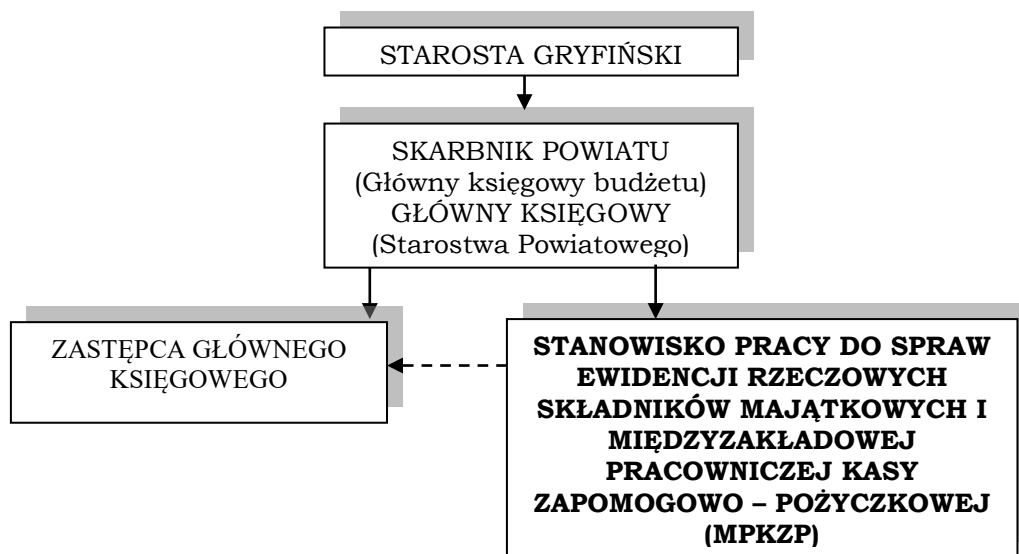 STAROSTA GRYFIŃSKI
SKARBNIK POWIATU
(Główny księgowy budżetu)
GŁÓWNY KSIĘGOWY
(Starostwa Powiatowego)
ZASTĘPCA GŁÓWNEGO
KSIĘGOWEGO
STANOWISKO PRACY DO SPRAW
EWIDENCJI RZECZOWYCH
SKŁADNIKÓW MAJĄTKOWYCH I
MIĘDZYZAKŁADOWEJ
PRACOWNICZEJ KASY
ZAPOMOGOWO – POŻYCZKOWEJ
(MPKZP)